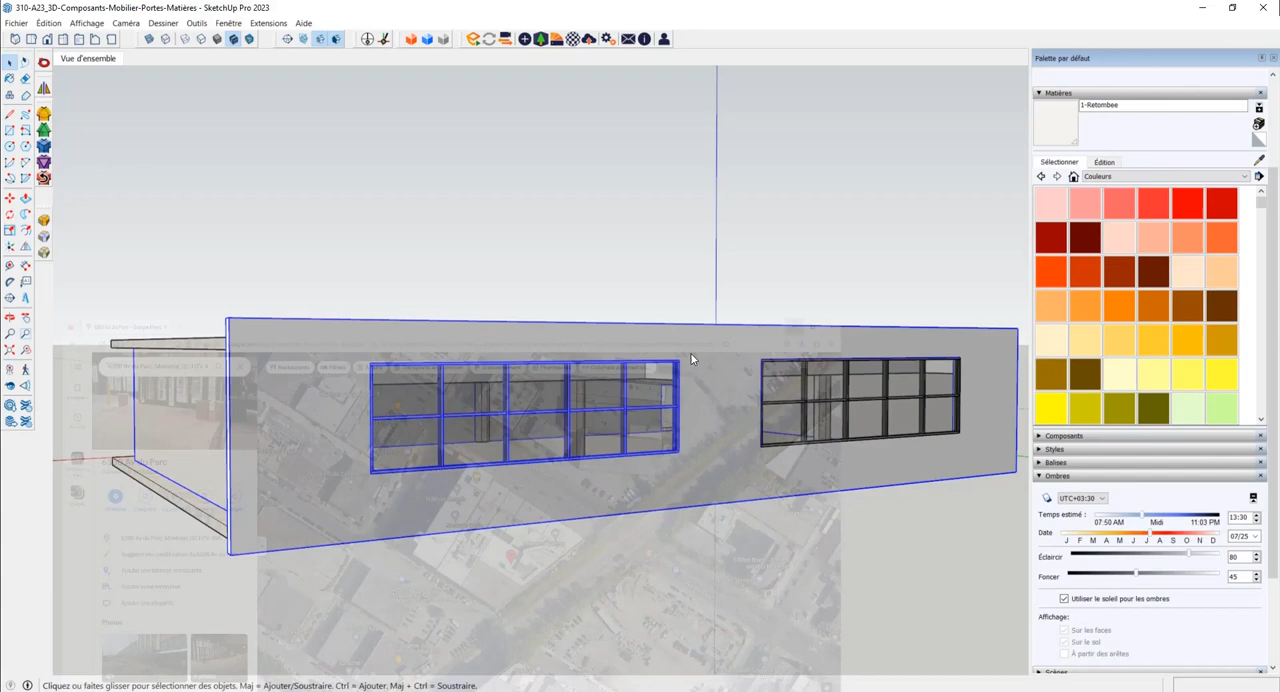 310-A23_3D-Composants-Mobilier-Portes-Matières - SketchUp Pro 2023
Fichier Édition Affichage Caméra Dessiner Outils Fenêtre Extensions Aide
Vue d'ensemble
Palette par défaut
Matières
1-Retombee
Sélectionner Édition
Couleurs
Composants
Styles
Balises
Ombres
UTC+03:30
Temps estimé :
07:50 AM Midi 11:03 PM
13:30
Date
J F M A M J J A S O N D
07/25
Éclaircir
80
Foncer
45
Utiliser le soleil pour les ombres
Affichage:
Sur les faces
Sur le sol
À partir des arêtes
Scènes
Cliquez ou faites glisser pour sélectionner des objets. Maj = Ajouter/Soustraire. Ctrl = Ajouter. Maj + Ctrl = Soustraire.